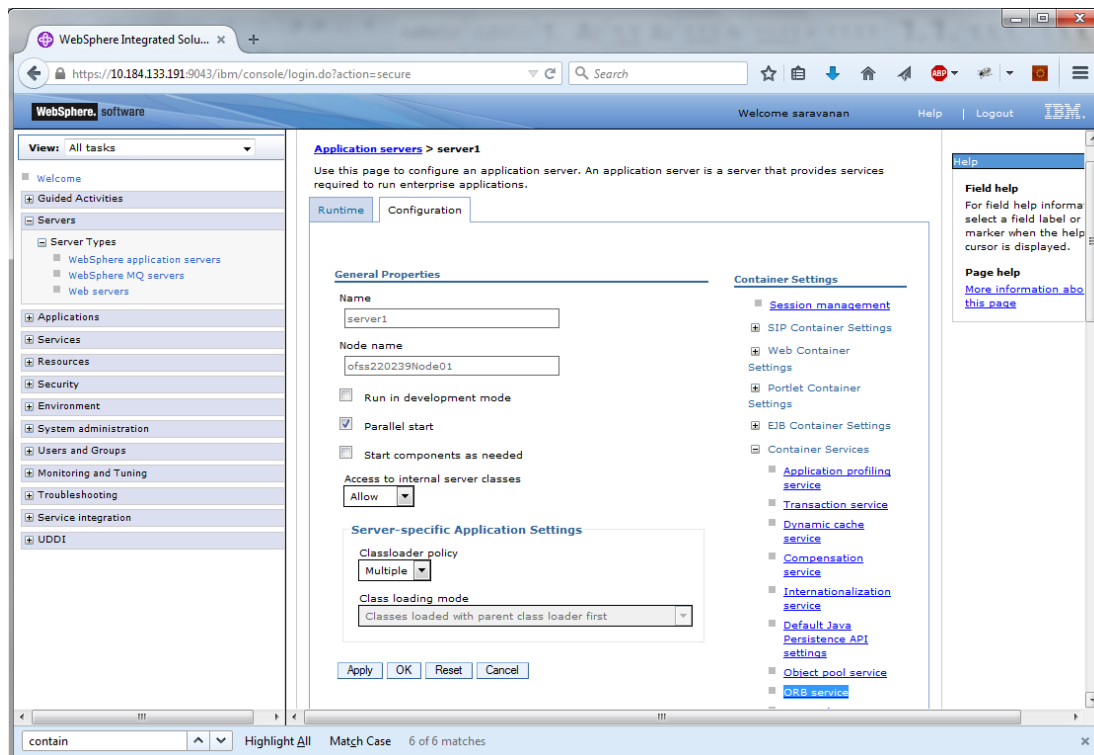 WebSphere Integrated Solu... × +
https://10.184.133.191:9043/ibm/console/login.do?action=secure
Search
ABP
WebSphere. software
Welcome saravanan
Help | Logout
IBM.
View: All tasks
Welcome
Guided Activities
Servers
Server Types
WebSphere application servers
WebSphere MQ servers
Web servers
Applications
Services
Resources
Security
Environment
System administration
Users and Groups
Monitoring and Tuning
Troubleshooting
Service integration
UDDI
Application servers > server1
Use this page to configure an application server. An application server is a server that provides services
required to run enterprise applications.
Runtime
Configuration
General Properties
Name
server1
Node name
ofss220239Node01
Run in development mode
Parallel start
Start components as needed
Access to internal server classes
Allow
Server-specific Application Settings
Classloader policy
Multiple
Class loading mode
Classes loaded with parent class loader first
Apply OK Reset Cancel
Container Settings
Session management
SIP Container Settings
Web Container
Settings
Portlet Container
Settings
EJB Container Settings
Container Services
Application profiling
service
Transaction service
Dynamic cache
service
Compensation
service
Internationalization
service
Default Java
Persistence API
settings
Object pool service
ORB service
Help
Field help
For field help informa
select a field label or
marker when the help
cursor is displayed.
Page help
More information abo
this page
contain
Highlight All Match Case 6 of 6 matches